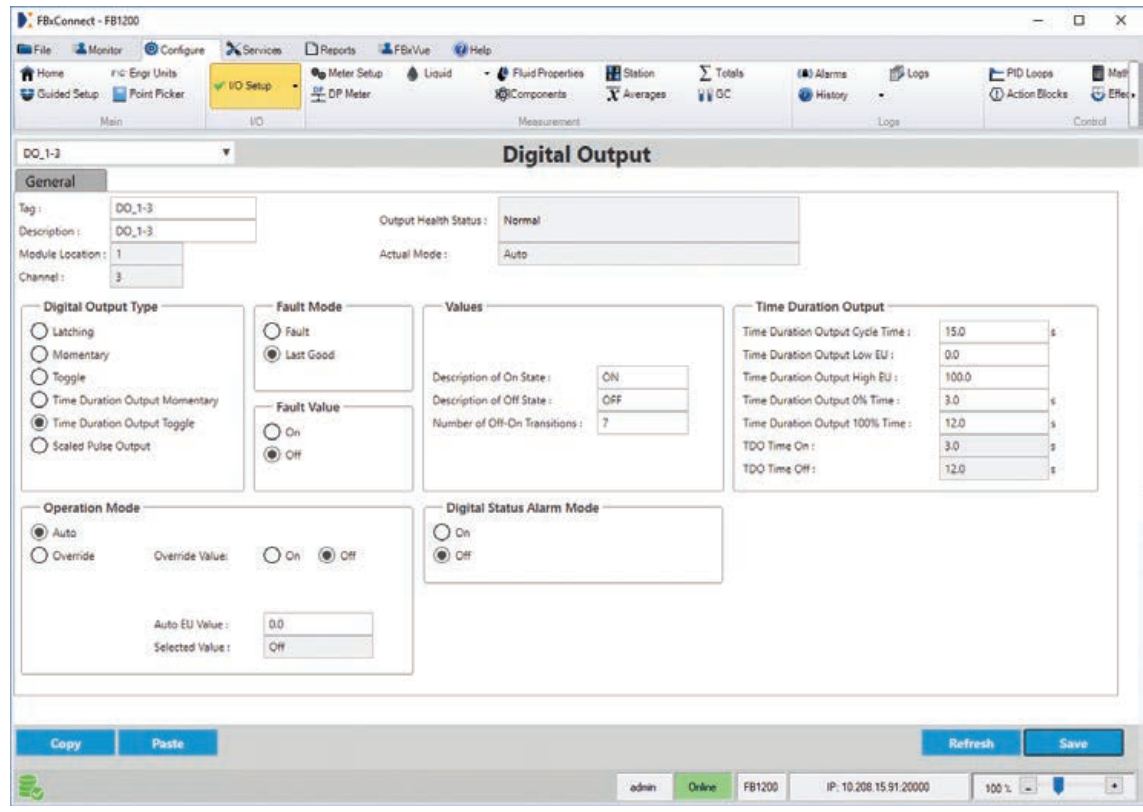 FBxConnect - FB1200
File Monitor Configure Services Reports FBxVue Help
Home Engr Units I/O Setup Meter Setup Liquid Fluid Properties Station Totals Alarms Logs PID Loops Math
Guided Setup Point Picker DP Meter Components Averages GC History Action Blocks Effec
Main I/O Measurement Logs Control
DO_1-3 Digital Output
General
Tag : DO_1-3
Description : DO_1-3
Module Location : 1
Channel : 3
Output Health Status : Normal
Actual Mode : Auto
Digital Output Type
Latching
Momentary
Toggle
Time Duration Output Momentary
Time Duration Output Toggle
Scaled Pulse Output
Fault Mode
Fault
Last Good
Fault Value
On
Off
Values
Description of On State : ON
Description of Off State : OFF
Number of Off-On Transitions : 7
Time Duration Output
Time Duration Output Cycle Time : 15.0 s
Time Duration Output Low EU : 0.0
Time Duration Output High EU : 100.0
Time Duration Output 0% Time : 3.0 s
Time Duration Output 100% Time : 12.0 s
TDO Time On : 3.0 s
TDO Time Off : 12.0 s
Operation Mode
Auto
Override Override Value: On Off
Auto EU Value : 0.0
Selected Value : Off
Digital Status Alarm Mode
On
Off
Copy Paste Refresh Save
admin Online FB1200 IP: 10.208.15.91:20000 100 % - +